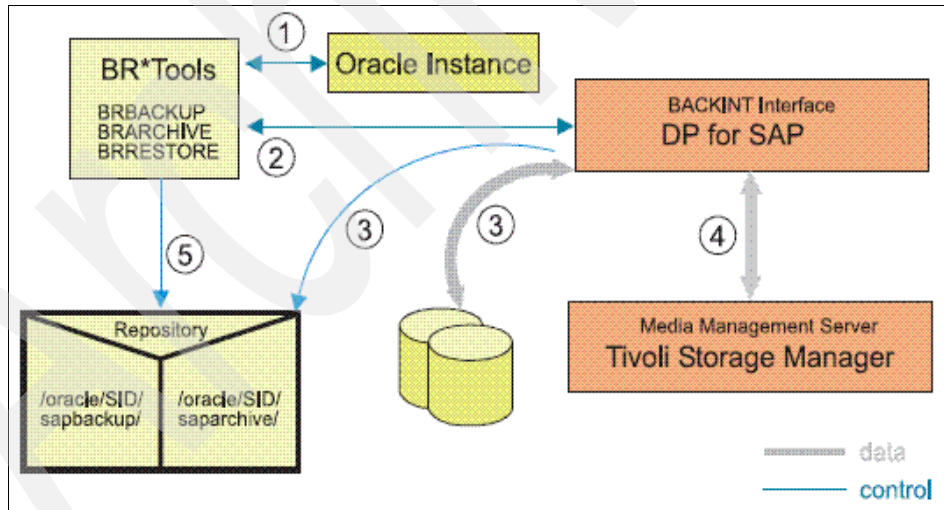 ①
BR*Tools
BRBACKUP
BRARCHIVE
BRRESTORE
Oracle Instance
BACKINT Interface
DP for SAP
②
③
③
④
⑤
Repository
/oracle/SID/
sapbackup/
/oracle/SID/
saparchive/
Media Management Server
Tivoli Storage Manager
data
control